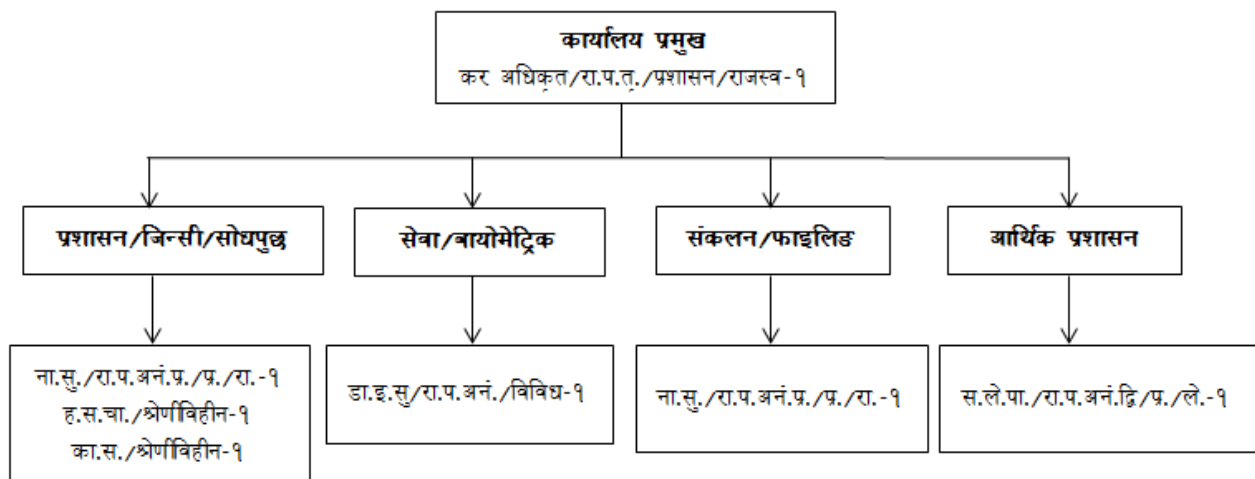 कार्यालय प्रमुख
कर अधिकृत/रा.प.तृ./प्रशासन/राजस्व-१
प्रशासन/जिन्सी/सोधपुछ
सेवा/बायोमेट्रिक
संकलन/फाइलिङ
आर्थिक प्रशासन
ना.सु./रा.प.अनं.प्र./प्र./रा.-१
ह.स.चा./श्रेणीविहीन-१
का.स./श्रेणीविहीन-१
डा.इ.सु/रा.प.अनं./विविध-१
ना.सु./रा.प.अनं.प्र./प्र./रा.-१
स.ले.पा./रा.प.अनं.द्वि/प्र./ले.-१